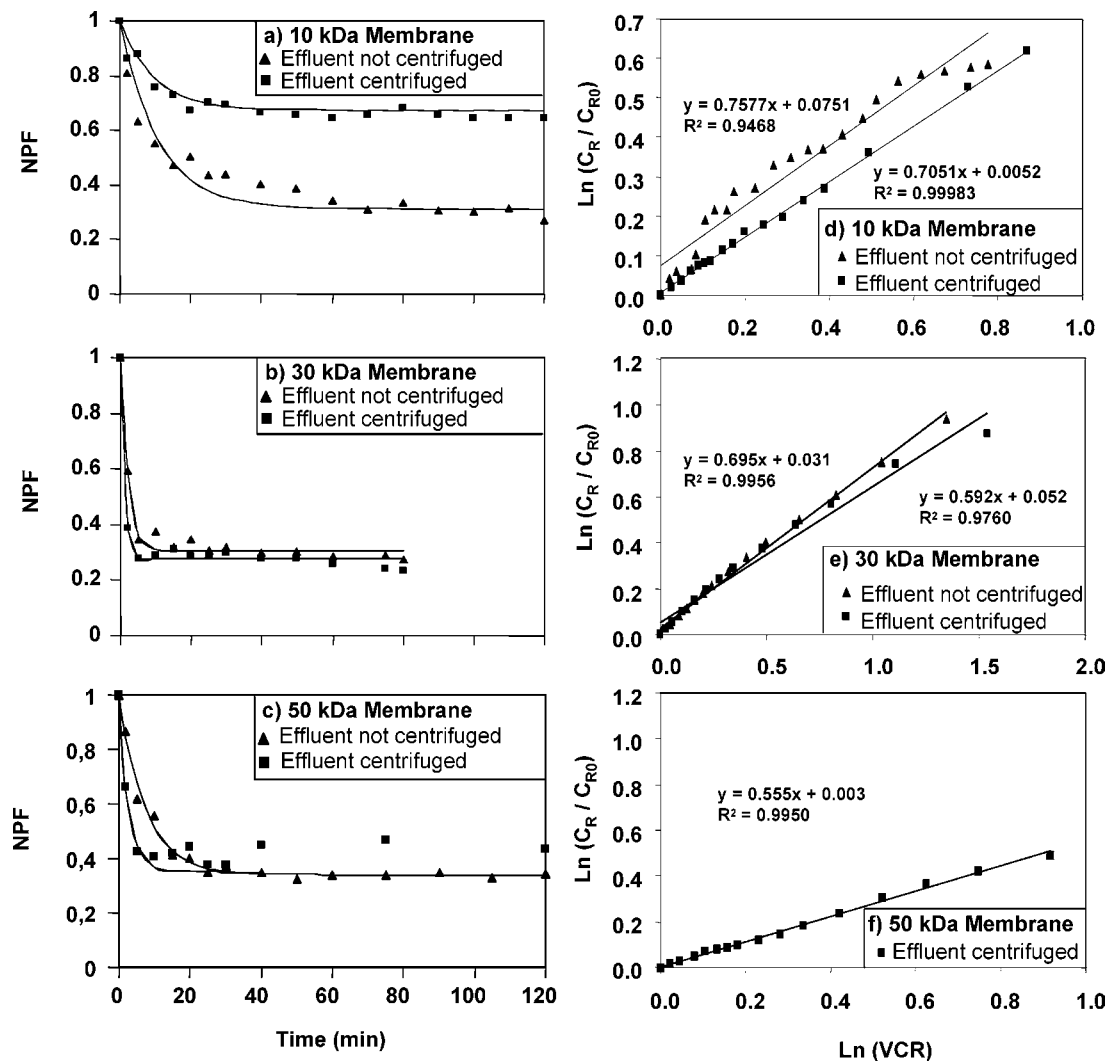 1
0.8
0.6
0.4
0.2
0
NPF
a) 10 kDa Membrane
Effluent not centrifuged
Effluent centrifuged
0.7
0.6
0.5
0.4
0.3
0.2
0.1
0.0
Ln (C_R / C_R0)
y = 0.7577x + 0.0751
R² = 0.9468
y = 0.7051x + 0.0052
R² = 0.99983
d) 10 kDa Membrane
Effluent not centrifuged
Effluent centrifuged
0.0 0.2 0.4 0.6 0.8 1.0
1
0.8
0.6
0.4
0.2
0
NPF
b) 30 kDa Membrane
Effluent not centrifuged
Effluent centrifuged
1.2
1.0
0.8
0.6
0.4
0.2
0.0
Ln (C_R / C_R0)
y = 0.695x + 0.031
R² = 0.9956
y = 0.592x + 0.052
R² = 0.9760
e) 30 kDa Membrane
Effluent not centrifuged
Effluent centrifuged
0.0 0.5 1.0 1.5 2.0
1
0,8
0,6
0,4
0,2
0
NPF
c) 50 kDa Membrane
Effluent not centrifuged
Effluent centrifuged
0 20 40 60 80 100 120
Time (min)
1.2
1.0
0.8
0.6
0.4
0.2
0.0
Ln (C_R / C_R0)
y = 0.555x + 0.003
R² = 0.9950
f) 50 kDa Membrane
Effluent centrifuged
0.0 0.2 0.4 0.6 0.8 1.0
Ln (VCR)